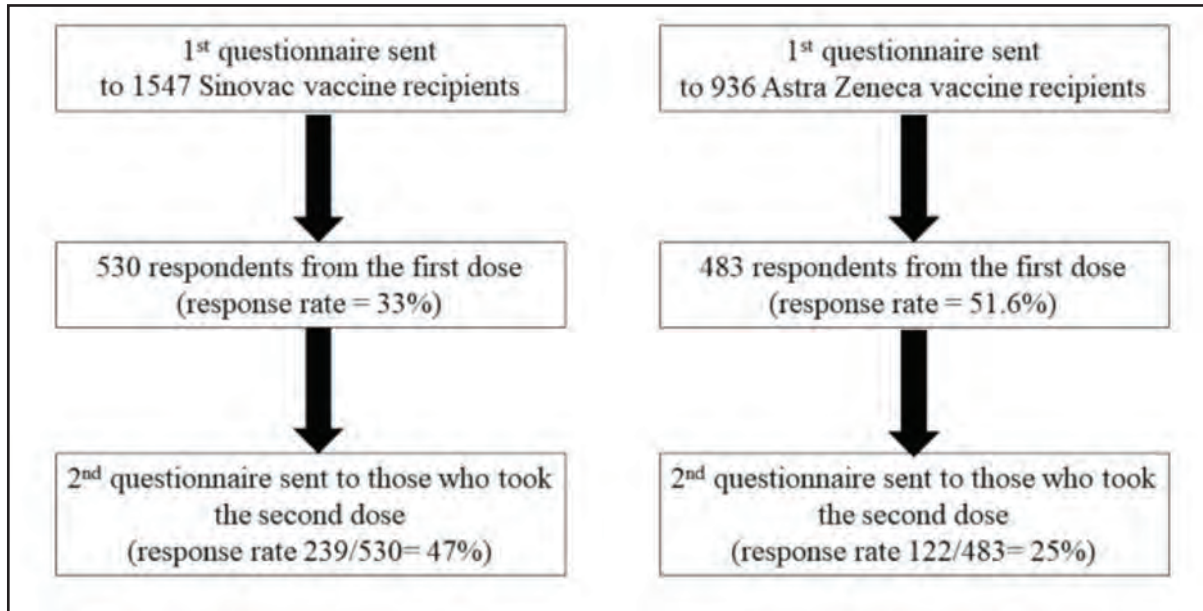 1st questionnaire sent
to 1547 Sinovac vaccine recipients
530 respondents from the first dose
(response rate = 33%)
2nd questionnaire sent to those who took
the second dose
(response rate 239/530= 47%)
1st questionnaire sent
to 936 Astra Zeneca vaccine recipients
483 respondents from the first dose
(response rate = 51.6%)
2nd questionnaire sent to those who took
the second dose
(response rate 122/483= 25%)